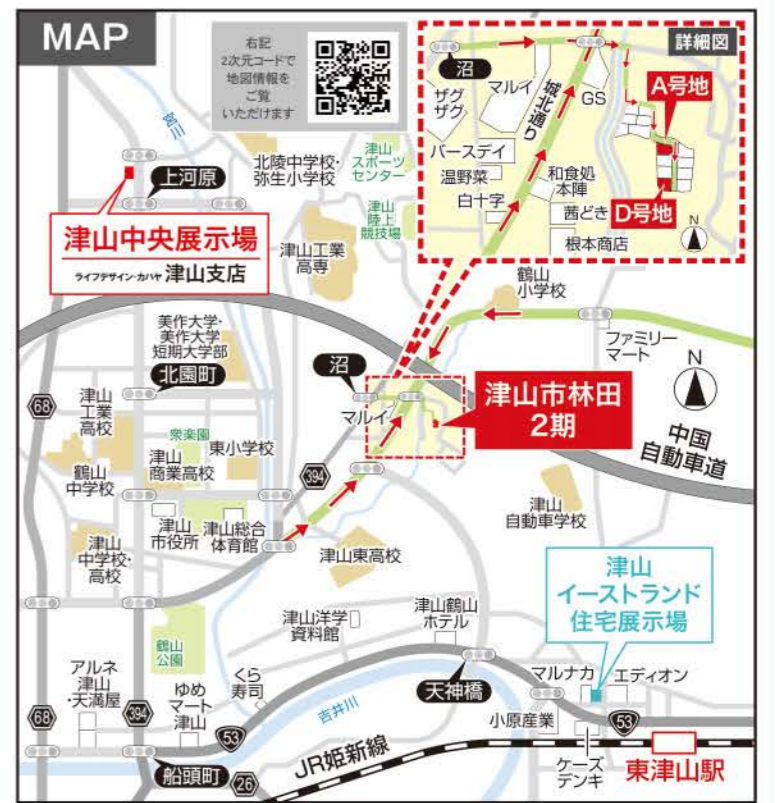 MAP
右記
2次元コードで
地図情報を
ご覧
いただけます
詳細図
沼
マルイ
ザグ
ザグ
城北通り
GS
A号地
バースデイ
温野菜
白十字
和食処
本陣
茜どき
根本商店
D号地
N
宮川
上河原
北陵中学校・
弥生小学校
津山
スポーツ
センター
津山
陸上
競技場
津山中央展示場
ライフデザイン・カバヤ 津山支店
津山工業
高専
鶴山
小学校
ファミリー
マート
N
中国
自動車道
美作大学・
美作大学
短期大学部
北園町
沼
マルイ
津山市林田
2期
68
津山
工業
高校
衆楽園
東小学校
津山
商業高校
鶴山
中学校
394
津山
市役所
津山総合
体育館
津山
自動車学校
津山
中学校・
高校
津山東高校
津山
イーストランド
住宅展示場
津山洋学
資料館
津山鶴山
ホテル
鶴山
公園
アルネ
津山
・天満屋
ゆめ
マート
津山
くら
寿司
吉井川
天神橋
マルナカ
エディオン
小原産業
53
68
394
53
船頭町
26
JR姫新線
ケーズ
デンキ
東津山駅